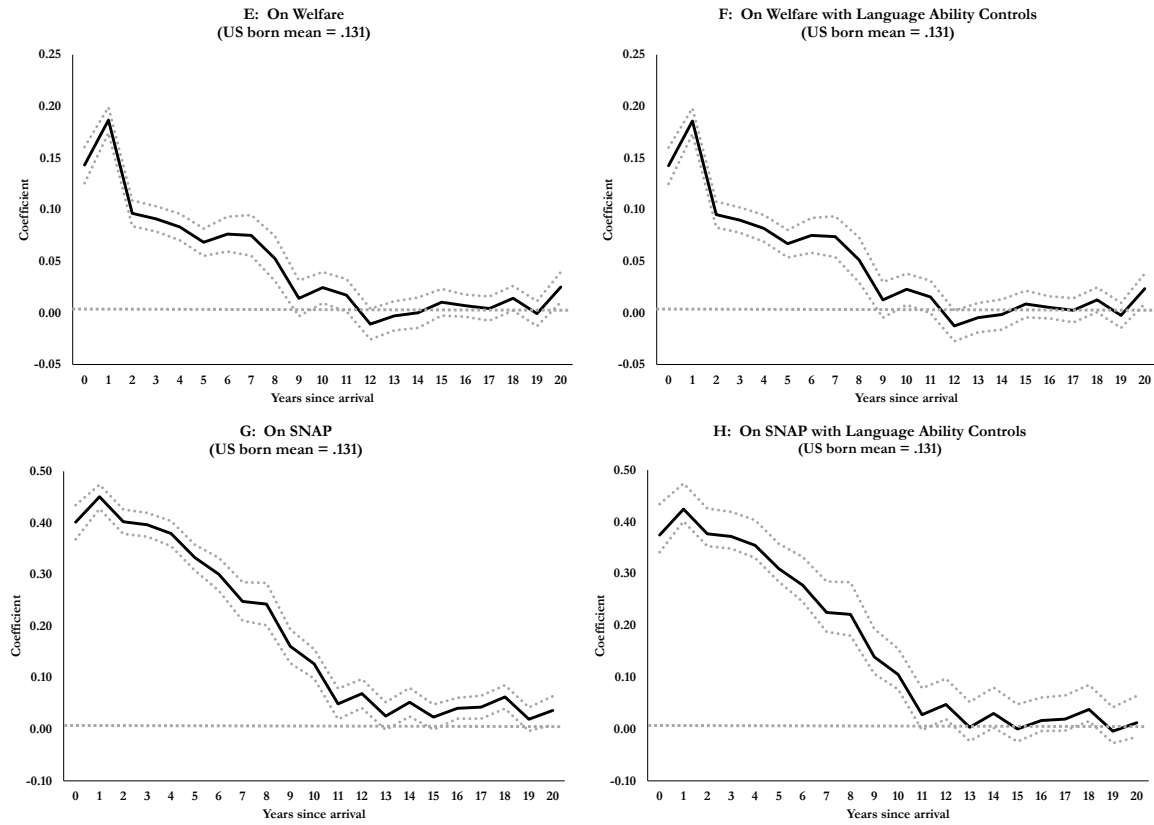 E: On Welfare
(US born mean = .131)
0.25
0.20
0.15
0.10
0.05
0.00
-0.05
Coefficient
0 1 2 3 4 5 6 7 8 9 10 11 12 13 14 15 16 17 18 19 20
Years since arrival
F: On Welfare with Language Ability Controls
(US born mean = .131)
0.25
0.20
0.15
0.10
0.05
0.00
-0.05
Coefficient
0 1 2 3 4 5 6 7 8 9 10 11 12 13 14 15 16 17 18 19 20
Years since arrival
G: On SNAP
(US born mean = .131)
0.50
0.40
0.30
0.20
0.10
0.00
-0.10
Coefficient
0 1 2 3 4 5 6 7 8 9 10 11 12 13 14 15 16 17 18 19 20
Years since arrival
H: On SNAP with Language Ability Controls
(US born mean = .131)
0.50
0.40
0.30
0.20
0.10
0.00
-0.10
Coefficient
0 1 2 3 4 5 6 7 8 9 10 11 12 13 14 15 16 17 18 19 20
Years since arrival